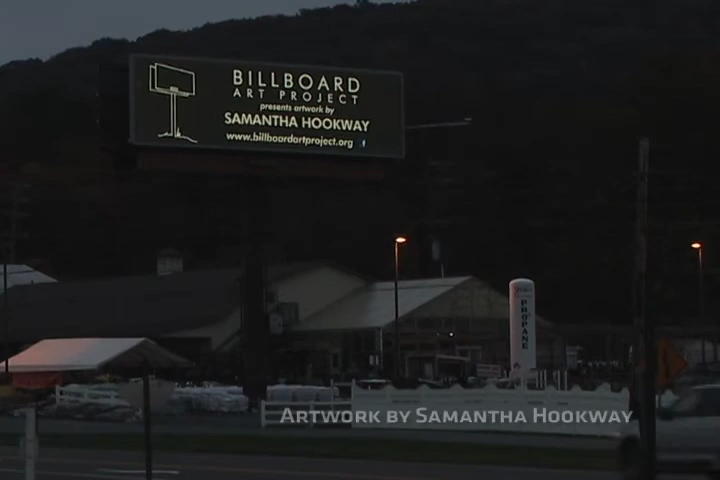 BILLBOARD
ART PROJECT
presents artwork by
SAMANTHA HOOKWAY
www.billboardartproject.org
PROPANE
ARTWORK BY SAMANTHA HOOKWAY